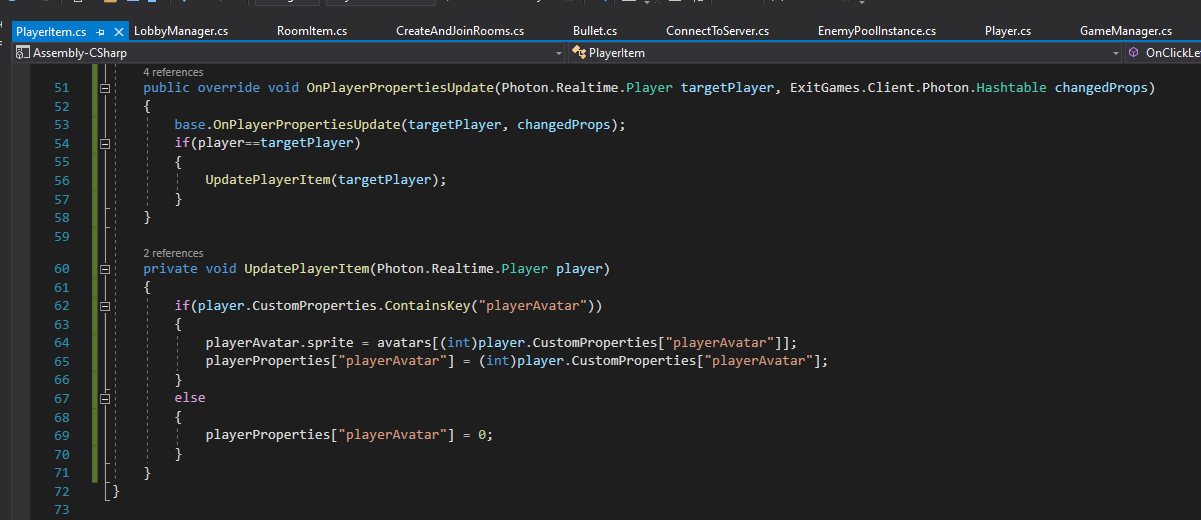 PlayerItem.cs LobbyManager.cs RoomItem.cs CreateAndJoinRooms.cs Bullet.cs ConnectToServer.cs EnemyPoolInstance.cs Player.cs GameManager.cs
Assembly-CSharp PlayerItem OnClickLe
4 references
51 public override void OnPlayerPropertiesUpdate(Photon.Realtime.Player targetPlayer, ExitGames.Client.Photon.Hashtable changedProps)
52 {
53 base.OnPlayerPropertiesUpdate(targetPlayer, changedProps);
54 if(player==targetPlayer)
55 {
56 UpdatePlayerItem(targetPlayer);
57 }
58 }
59
2 references
60 private void UpdatePlayerItem(Photon.Realtime.Player player)
61 {
62 if(player.CustomProperties.ContainsKey("playerAvatar"))
63 {
64 playerAvatar.sprite = avatars[(int)player.CustomProperties["playerAvatar"]];
65 playerProperties["playerAvatar"] = (int)player.CustomProperties["playerAvatar"];
66 }
67 else
68 {
69 playerProperties["playerAvatar"] = 0;
70 }
71 }
72 }
73